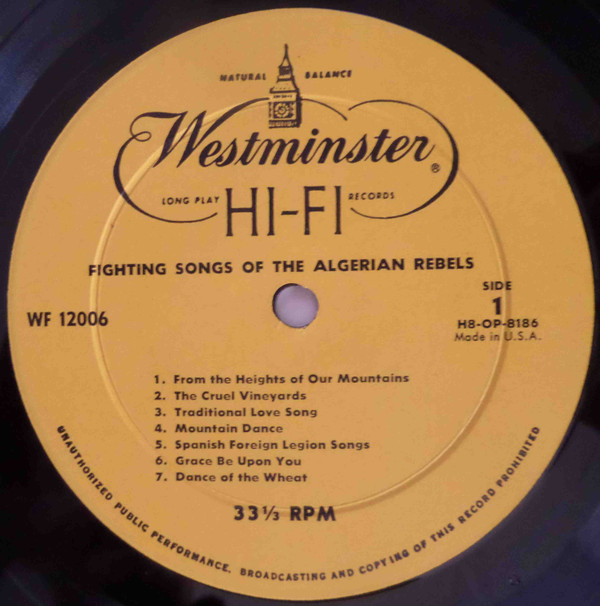 NATURAL BALANCE
Westminster®
LONG PLAY HI-FI RECORDS
FIGHTING SONGS OF THE ALGERIAN REBELS
SIDE
1
WF 12006
H8-OP-8186
Made in U.S.A.
1. From the Heights of Our Mountains
2. The Cruel Vineyards
3. Traditional Love Song
4. Mountain Dance
5. Spanish Foreign Legion Songs
6. Grace Be Upon You
7. Dance of the Wheat
33⅓ RPM
UNAUTHORIZED PUBLIC PERFORMANCE, BROADCASTING AND COPYING OF THIS RECORD PROHIBITED